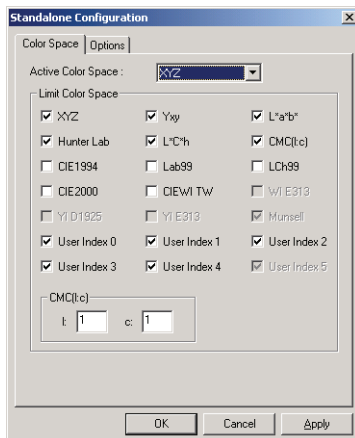 Standalone Configuration
Color Space Options
Active Color Space : XYZ
Limit Color Space
XYZ Yxy L*a*b*
Hunter Lab L*C*h CMC(l:c)
CIE1994 Lab99 LCh99
CIE2000 CIEWI TW WI E313
YI D1925 YI E313 Munsell
User Index 0 User Index 1 User Index 2
User Index 3 User Index 4 User Index 5
CMC(l:c)
l: 1 c: 1
OK Cancel Apply